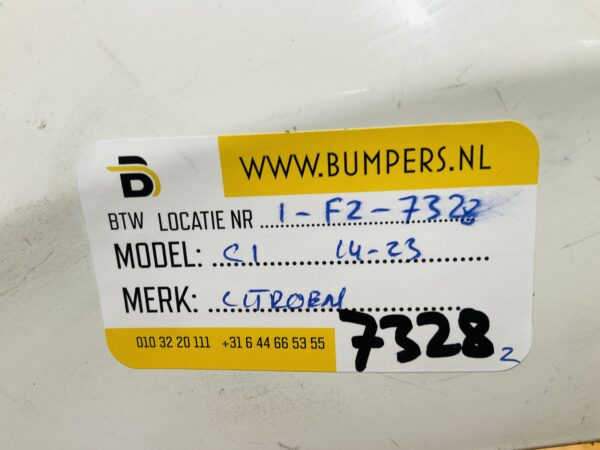 WWW.BUMPERS.NL
B
BTW LOCATIE NR 1-F2-7328
MODEL: C1 14-23
MERK: CITROEN
010 32 20 111 +31 6 44 66 53 55
7328 2